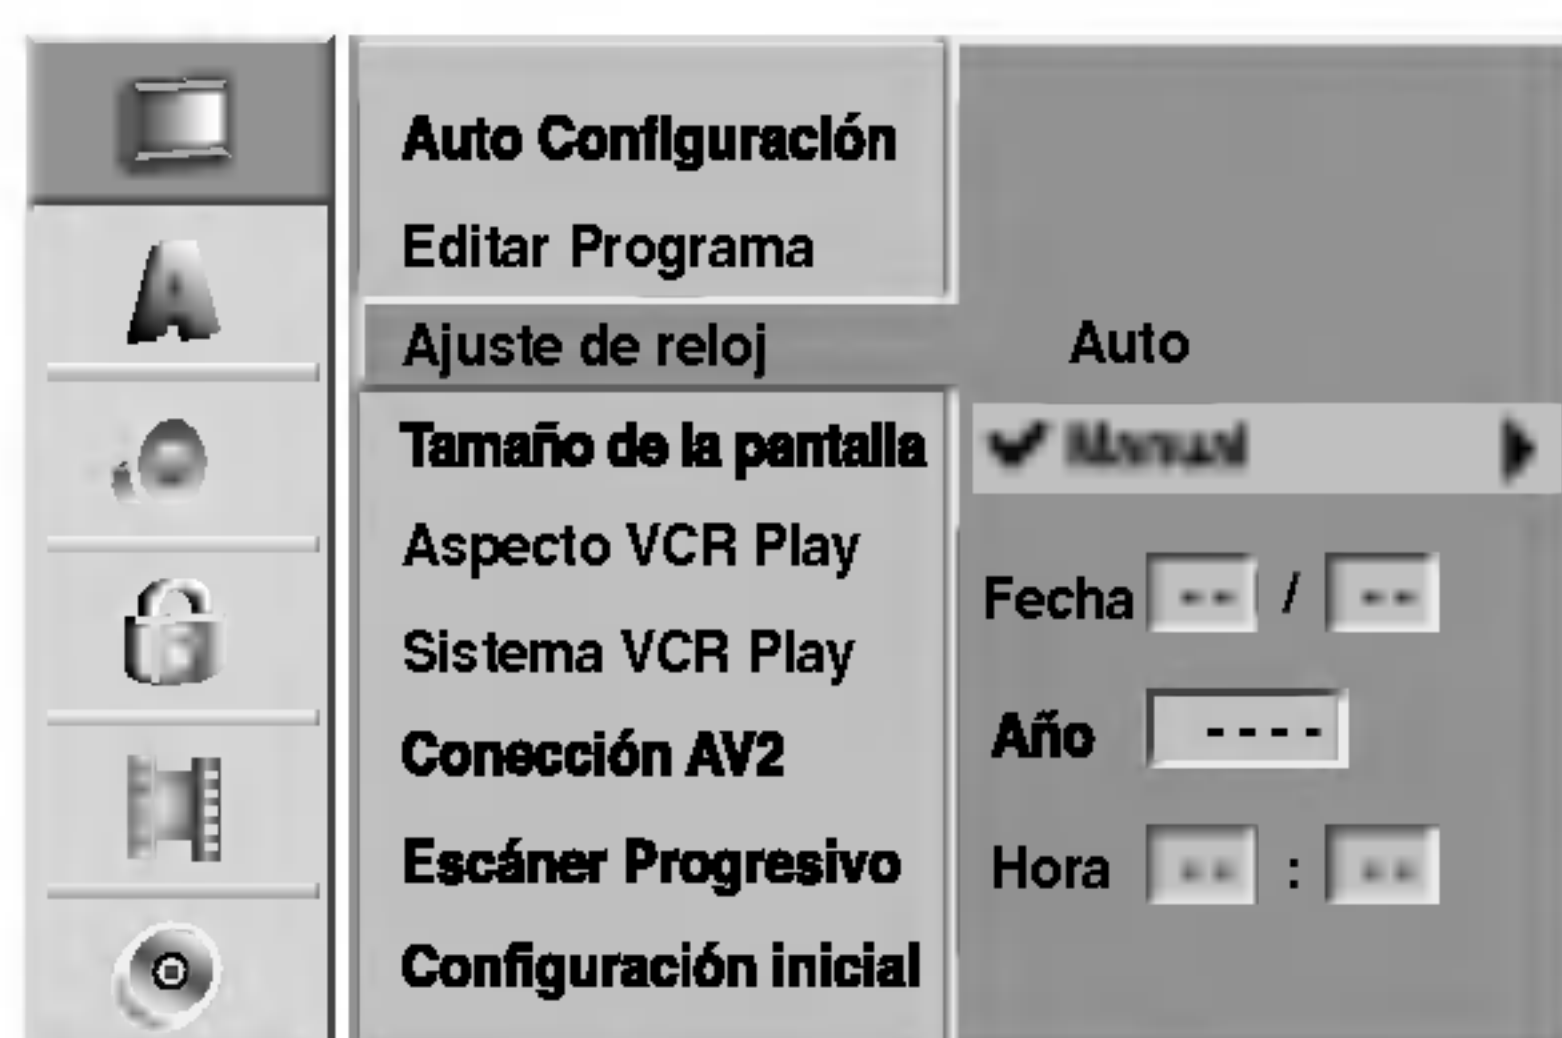 Auto Configuración
Editar Programa
Ajuste de reloj
Tamaño de la pantalla
Aspecto VCR Play
Sistema VCR Play
Conección AV2
Escáner Progresivo
Configuración inicial
Auto
✔ Manual
Fecha -- / --
Año ----
Hora -- : --